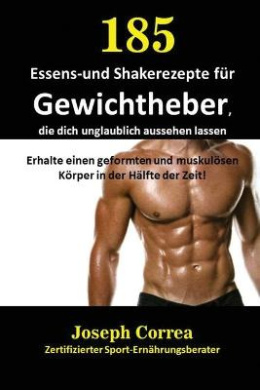 185
Essens-und Shakerezepte für
Gewichtheber,
die dich unglaublich aussehen lassen
Erhalte einen geformten und muskulösen
Körper in der Hälfte der Zeit!
Joseph Correa
Zertifizierter Sport-Ernährungsberater